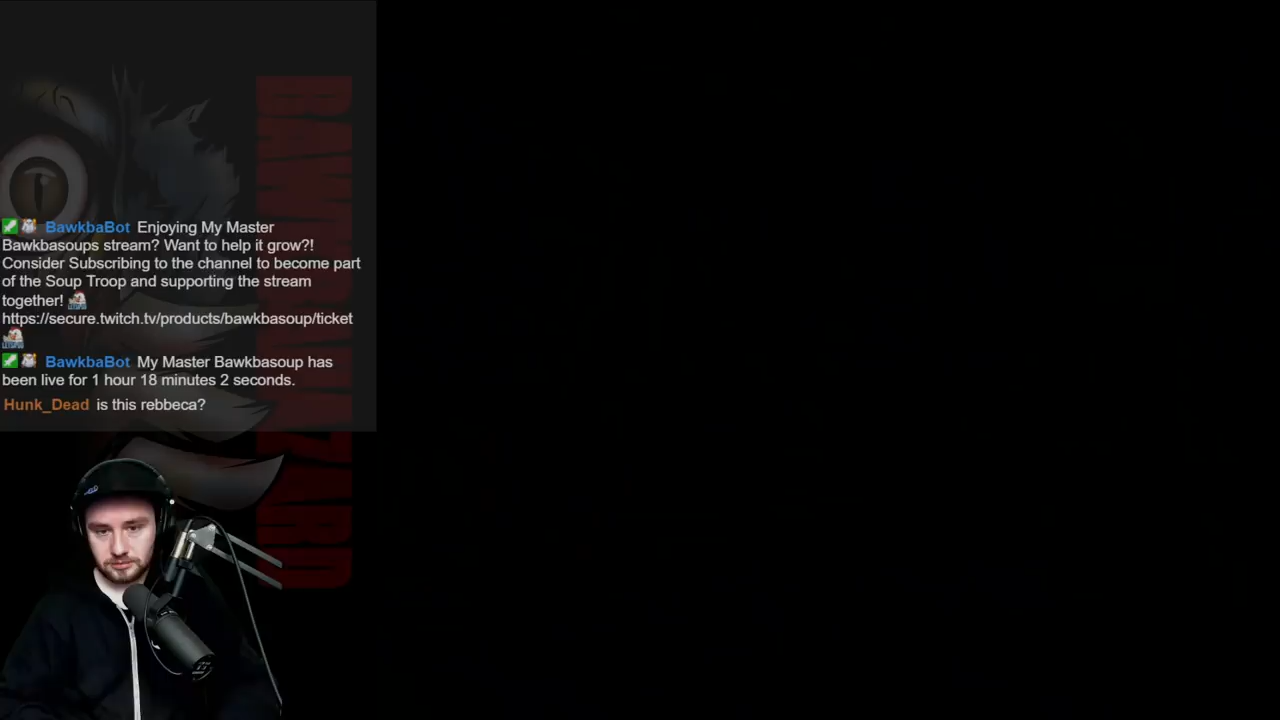 BawkbaBot Enjoying My Master
Bawkbasoups stream? Want to help it grow?!
Consider Subscribing to the channel to become part
of the Soup Troop and supporting the stream
together!
https://secure.twitch.tv/products/bawkbasoup/ticket
BawkbaBot My Master Bawkbasoup has
been live for 1 hour 18 minutes 2 seconds.
Hunk_Dead is this rebbeca?